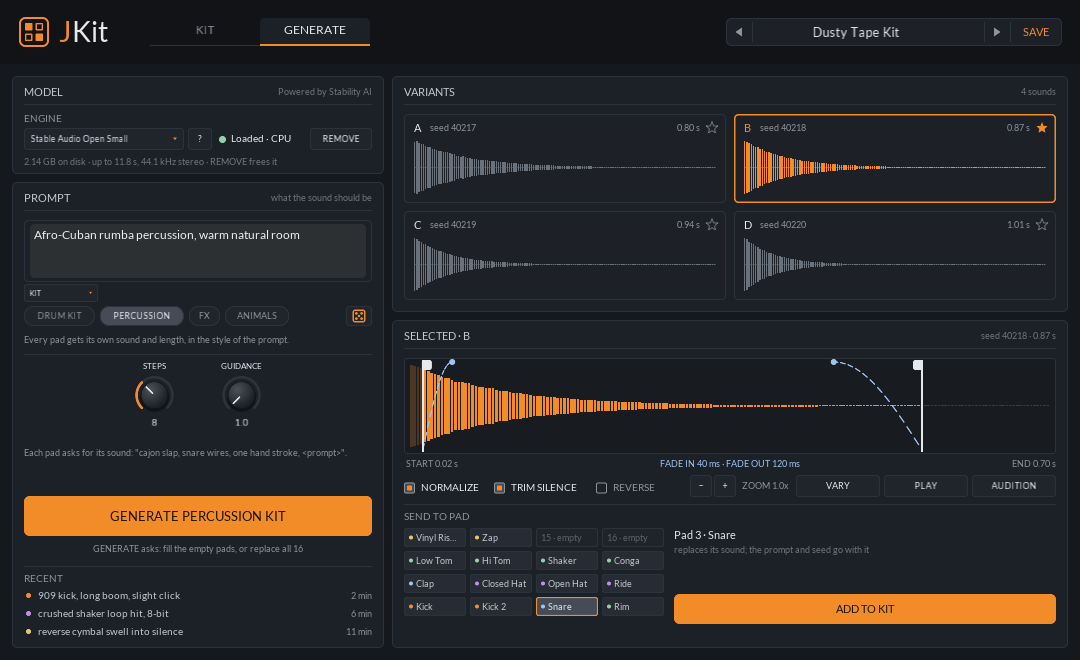 JKit
KIT
GENERATE
Dusty Tape Kit
SAVE
MODEL
Powered by Stability AI
ENGINE
Stable Audio Open Small
?
Loaded · CPU
REMOVE
2.14 GB on disk · up to 11.8 s, 44.1 kHz stereo · REMOVE frees it
PROMPT
what the sound should be
Afro-Cuban rumba percussion, warm natural room
KIT
DRUM KIT
PERCUSSION
FX
ANIMALS
Every pad gets its own sound and length, in the style of the prompt.
STEPS
GUIDANCE
8
1.0
Each pad asks for its sound: "cajon slap, snare wires, one hand stroke, <prompt>".
GENERATE PERCUSSION KIT
GENERATE asks: fill the empty pads, or replace all 16
RECENT
909 kick, long boom, slight click
2 min
crushed shaker loop hit, 8-bit
6 min
reverse cymbal swell into silence
11 min
VARIANTS
4 sounds
A seed 40217 0.80 s
B seed 40218 0.87 s
C seed 40219 0.94 s
D seed 40220 1.01 s
SELECTED · B
seed 40218 · 0.87 s
START 0.02 s
FADE IN 40 ms · FADE OUT 120 ms
END 0.70 s
NORMALIZE
TRIM SILENCE
REVERSE
−
+
ZOOM 1.0x
VARY
PLAY
AUDITION
SEND TO PAD
Vinyl Ris...
Zap
15 · empty
16 · empty
Low Tom
Hi Tom
Shaker
Conga
Clap
Closed Hat
Open Hat
Ride
Kick
Kick 2
Snare
Rim
Pad 3 · Snare
replaces its sound; the prompt and seed go with it
ADD TO KIT